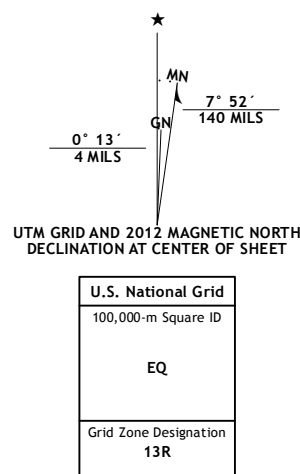 MN
GN
7° 52´
140 MILS
0° 13´
4 MILS
UTM GRID AND 2012 MAGNETIC NORTH
DECLINATION AT CENTER OF SHEET
U.S. National Grid
100,000-m Square ID
EQ
Grid Zone Designation
13R